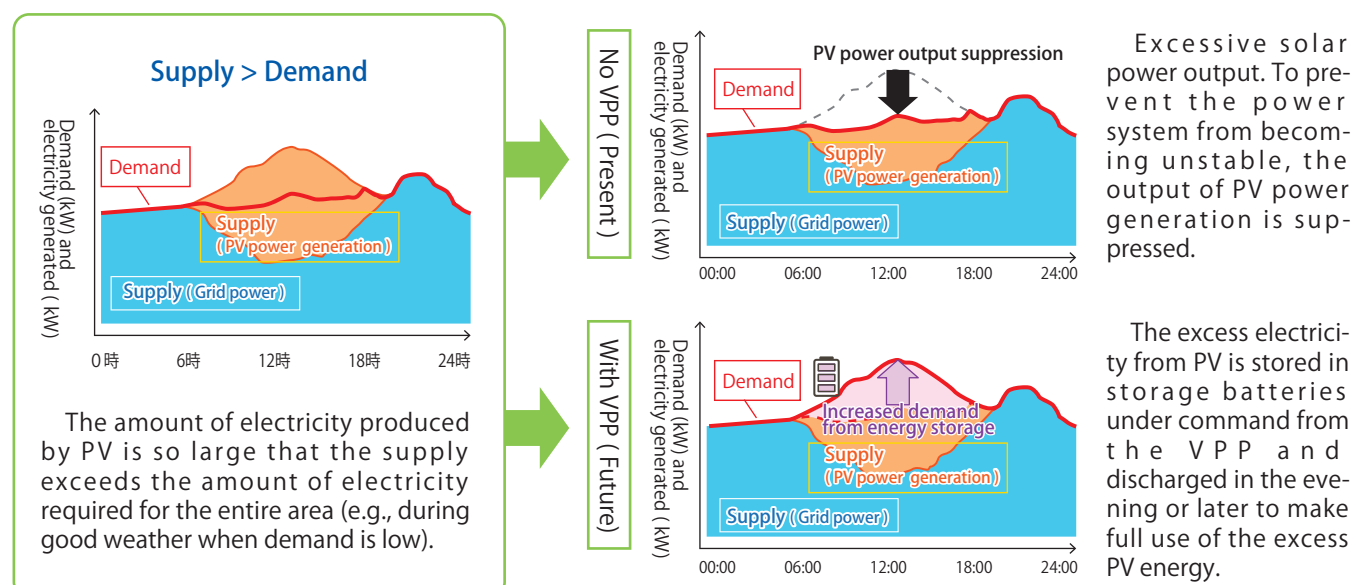 Supply > Demand
Demand (kW) and
electricity generated ( kW)
Demand
Supply
( PV power generation )
Supply ( Grid power )
0時 6時 12時 18時 24時
The amount of electricity produced
by PV is so large that the supply
exceeds the amount of electricity
required for the entire area (e.g., during
good weather when demand is low).
No VPP ( Present )
Demand (kW) and
electricity generated ( kW)
PV power output suppression
Demand
Supply
( PV power generation )
Supply ( Grid power )
00:00 06:00 12:00 18:00 24:00
Excessive solar
power output. To pre-
vent the power
system from becom-
ing unstable, the
output of PV power
generation is sup-
pressed.
With VPP ( Future)
Demand (kW) and
electricity generated ( kW)
Demand
Increased demand
from energy storage
Supply
( PV power generation )
Supply ( Grid power )
00:00 06:00 12:00 18:00 24:00
The excess electrici-
ty from PV is stored in
storage batteries
under command from
the VPP and
discharged in the eve-
ning or later to make
full use of the excess
PV energy.